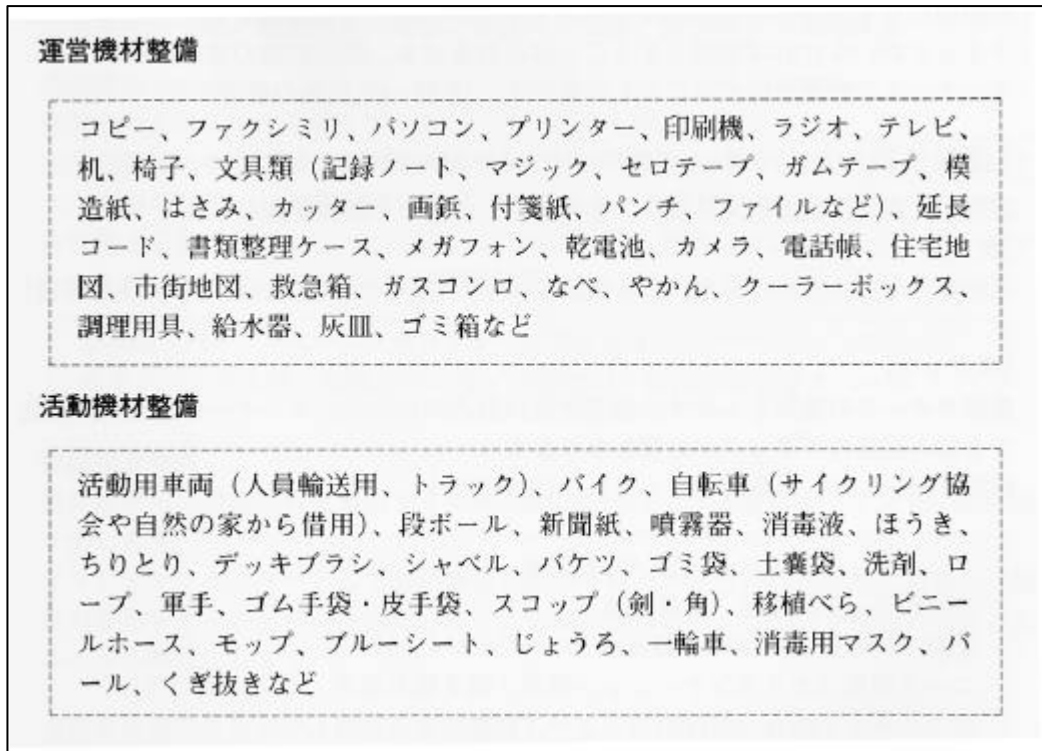 運営機材整備
コピー、ファクシミリ、パソコン、プリンター、印刷機、ラジオ、テレビ、
机、椅子、文具類（記録ノート、マジック、セロテープ、ガムテープ、模
造紙、はさみ、カッター、画鋲、付箋紙、パンチ、ファイルなど）、延長
コード、書類整理ケース、メガフォン、乾電池、カメラ、電話帳、住宅地
図、市街地図、救急箱、ガスコンロ、なべ、やかん、クーラーボックス、
調理用具、給水器、灰皿、ゴミ箱など
活動機材整備
活動用車両（人員輸送用、トラック）、バイク、自転車（サイクリング協
会や自然の家から借用）、段ボール、新聞紙、噴霧器、消毒液、ほうき、
ちりとり、デッキブラシ、シャベル、バケツ、ゴミ袋、土嚢袋、洗剤、ロ
ープ、軍手、ゴム手袋・皮手袋、スコップ（剣・角）、移植べら、ビニー
ルホース、モップ、ブルーシート、じょうろ、一輪車、消毒用マスク、バ
ール、くぎ抜きなど